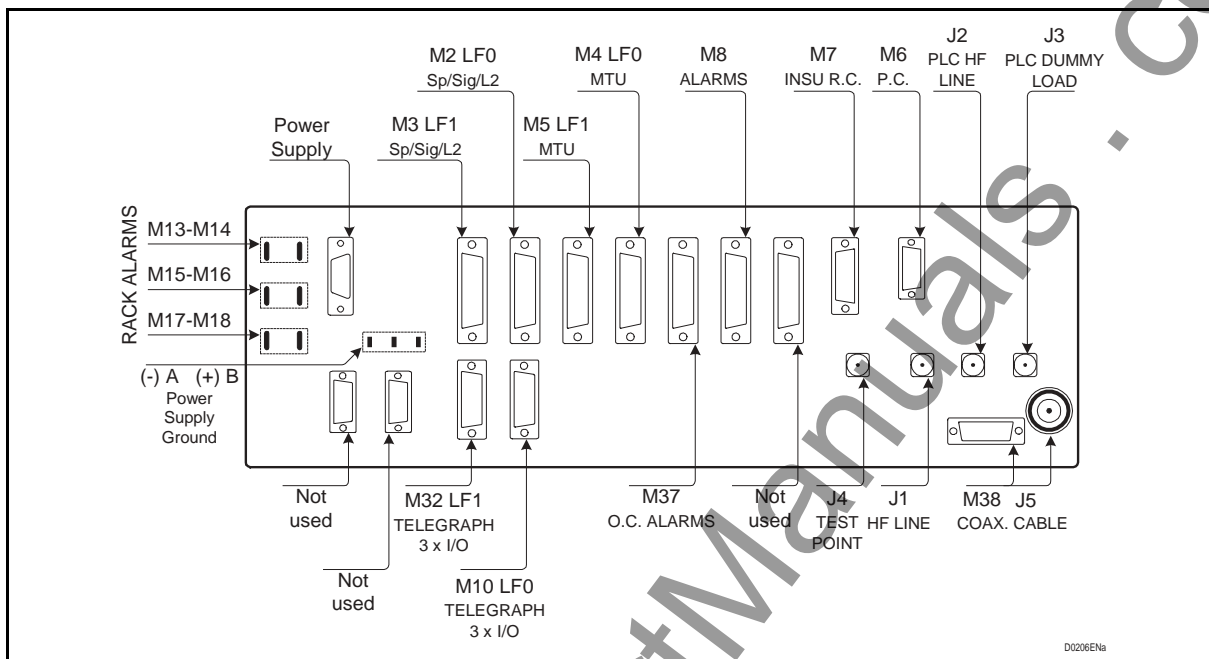 M2 LF0
Sp/Sig/L2
M4 LF0
MTU
M8
ALARMS
M7
INSU R.C.
M6
P.C.
J2
PLC HF
LINE
J3
PLC DUMMY
LOAD
Power
Supply
M3 LF1
Sp/Sig/L2
M5 LF1
MTU
RACK ALARMS
M13-M14
M15-M16
M17-M18
(-) A (+) B
Power
Supply
Ground
Not
used
M32 LF1
TELEGRAPH
3 x I/O
M37
O.C. ALARMS
Not
used
J4
TEST
POINT
J1
HF LINE
M38 J5
COAX. CABLE
Not
used
M10 LF0
TELEGRAPH
3 x I/O
D0206ENa